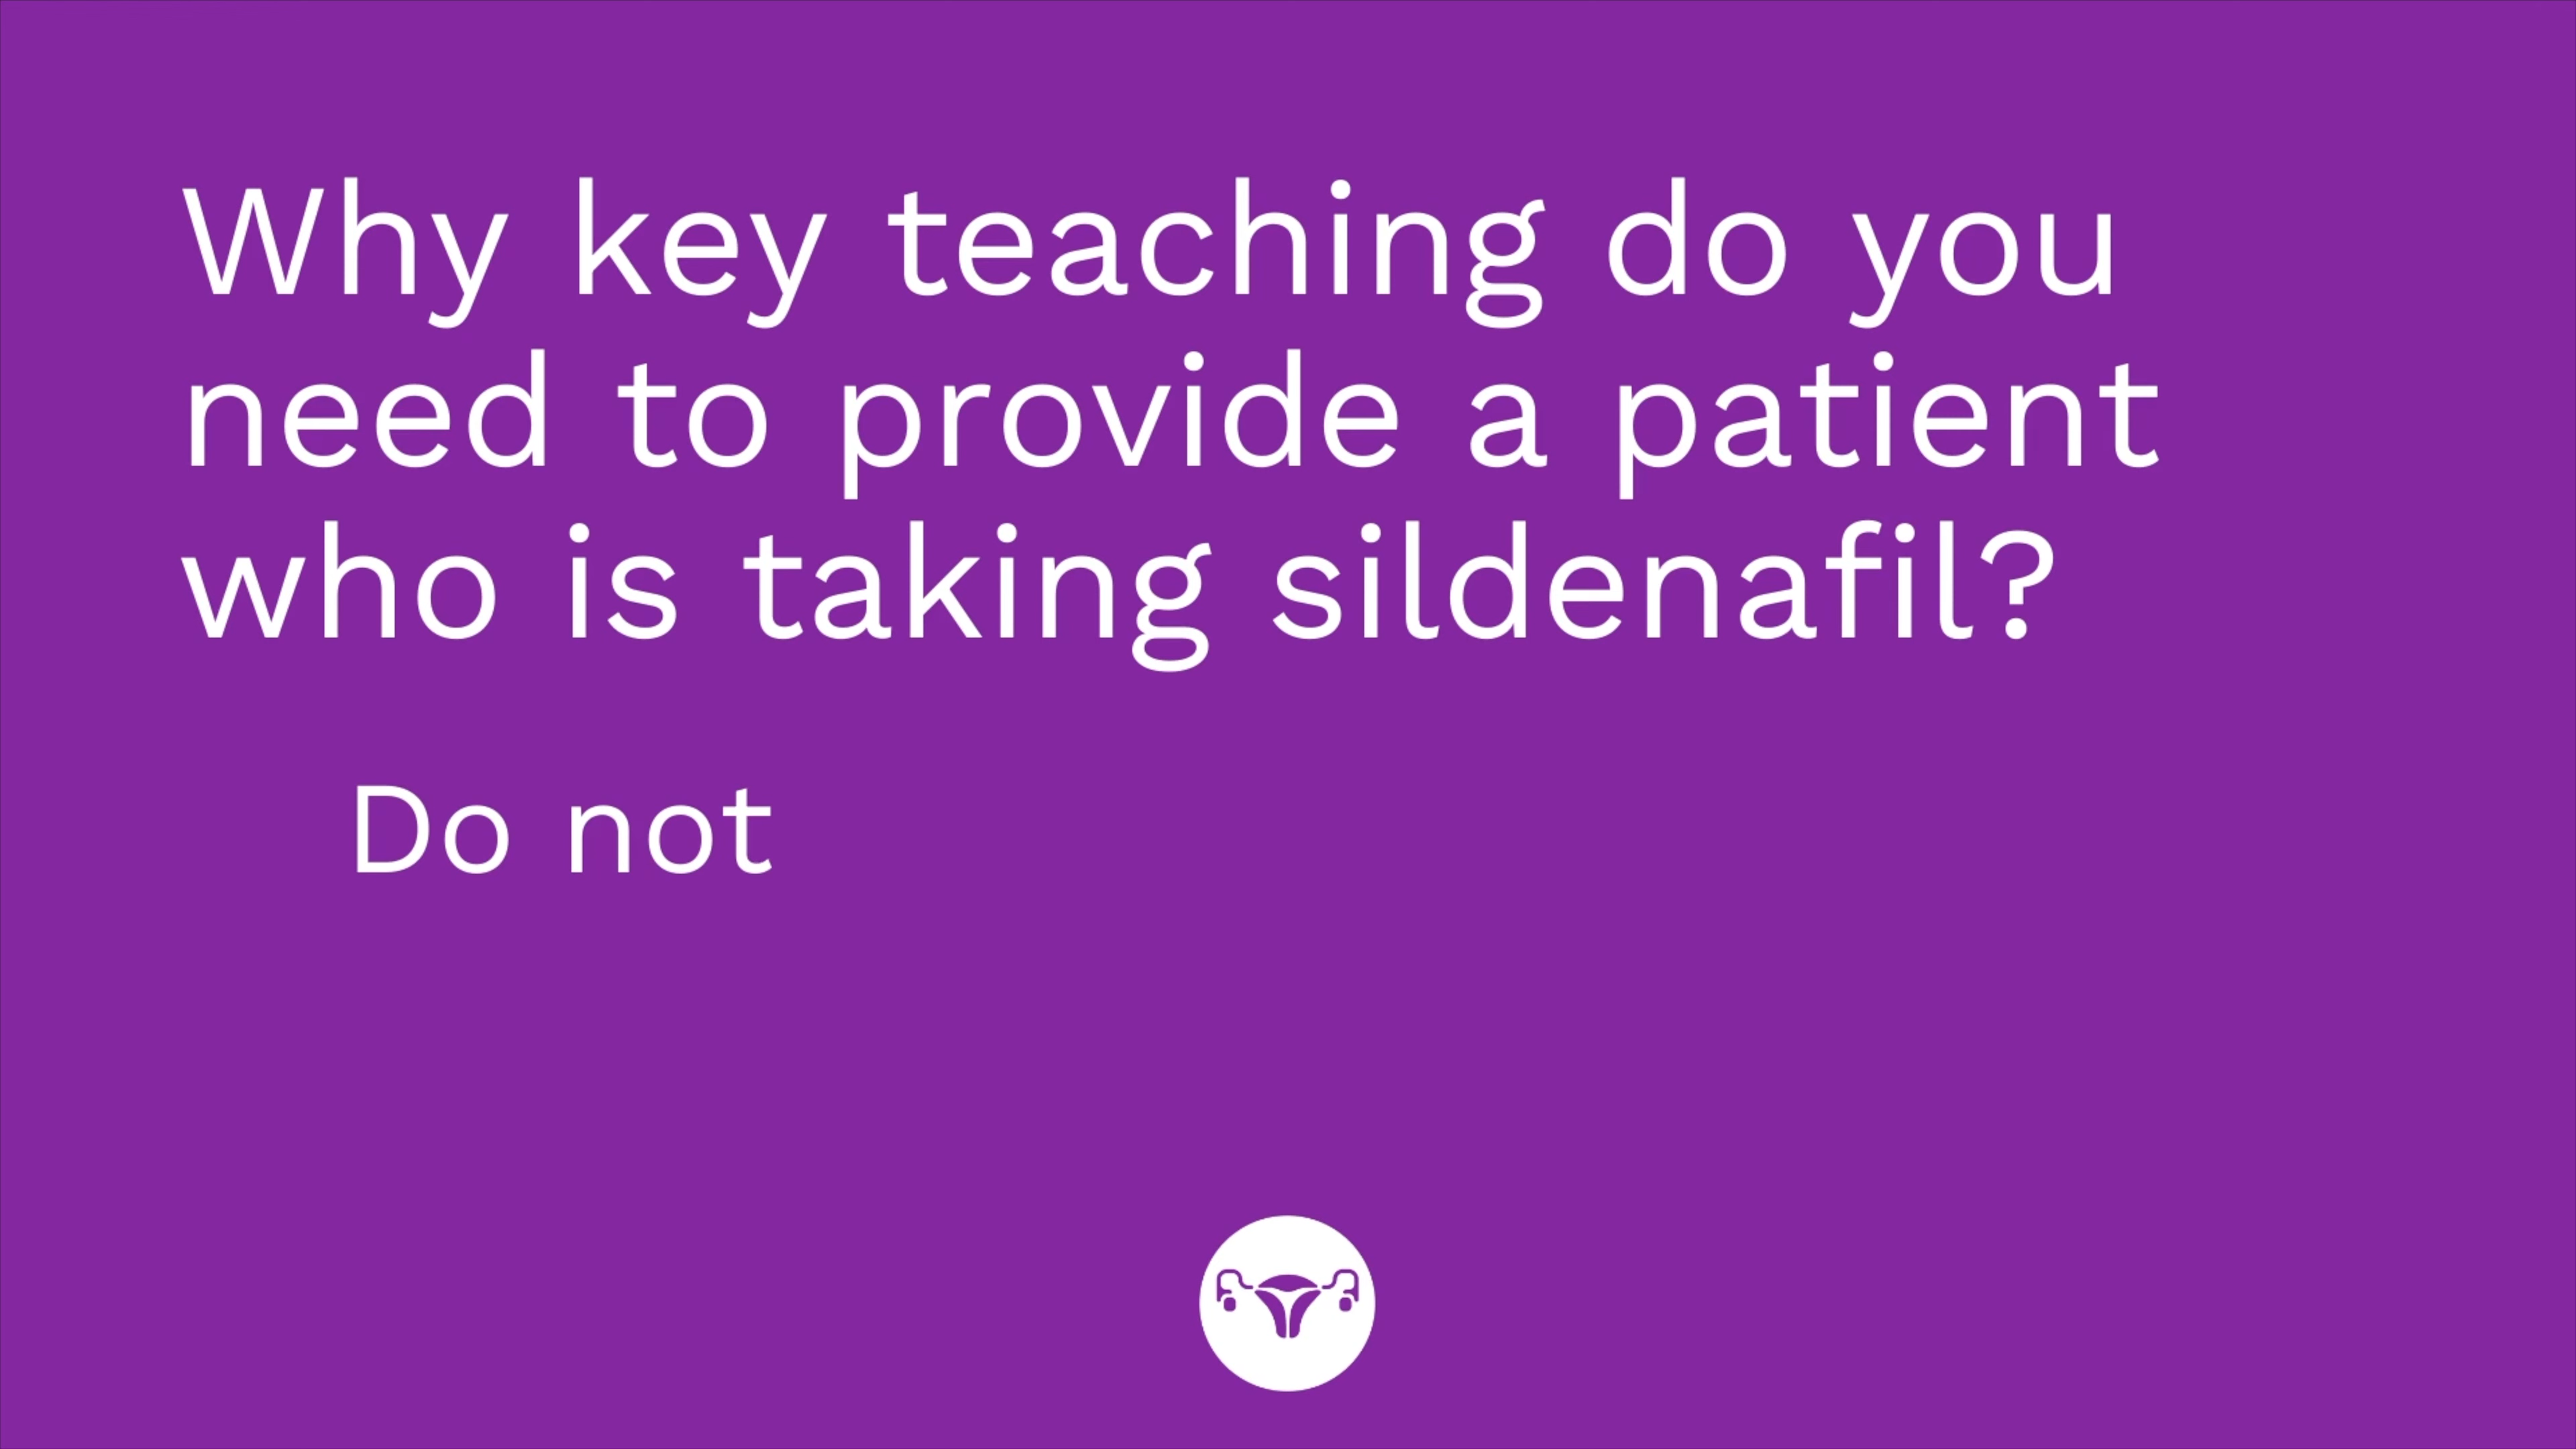 Why key teaching do you
need to provide a patient
who is taking sildenafil?
Do not